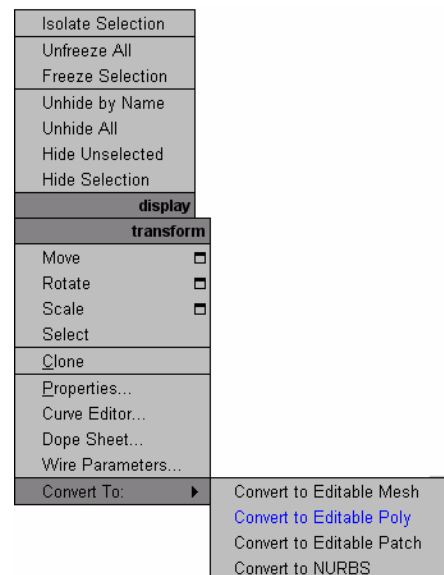 Isolate Selection
Unfreeze All
Freeze Selection
Unhide by Name
Unhide All
Hide Unselected
Hide Selection
display
transform
Move
Rotate
Scale
Select
Clone
Properties...
Curve Editor...
Dope Sheet...
Wire Parameters...
Convert To:
Convert to Editable Mesh
Convert to Editable Poly
Convert to Editable Patch
Convert to NURBS